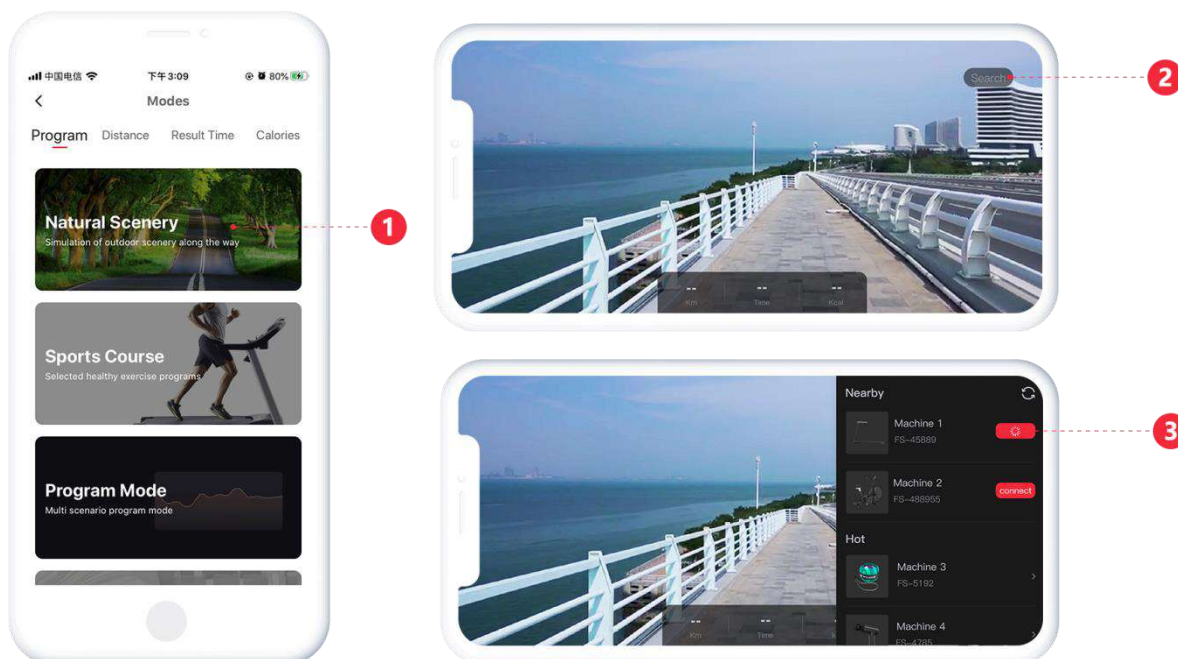 中国电信
下午3:09
80%
Modes
Program
Distance
Result Time
Calories
Natural Scenery
Simulation of outdoor scenery along the way
1
Sports Course
Selected healthy exercise programs
Program Mode
Multi scenario program mode
Search
2
--
--
--
Km
Time
Kcal
Nearby
Machine 1
FS-45889
3
Machine 2
FS-488955
connect
Hot
Machine 3
FS-5192
Machine 4
FS-4785
--
--
Km
Time